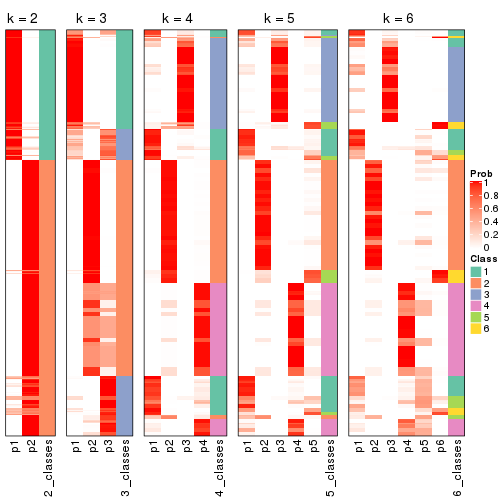 k = 2
k = 3
k = 4
k = 5
k = 6
p1
p2
2_classes
p1
p2
p3
3_classes
p1
p2
p3
p4
4_classes
p1
p2
p3
p4
p5
5_classes
p1
p2
p3
p4
p5
p6
6_classes
Prob
1
0.8
0.6
0.4
0.2
0
Class
1
2
3
4
5
6